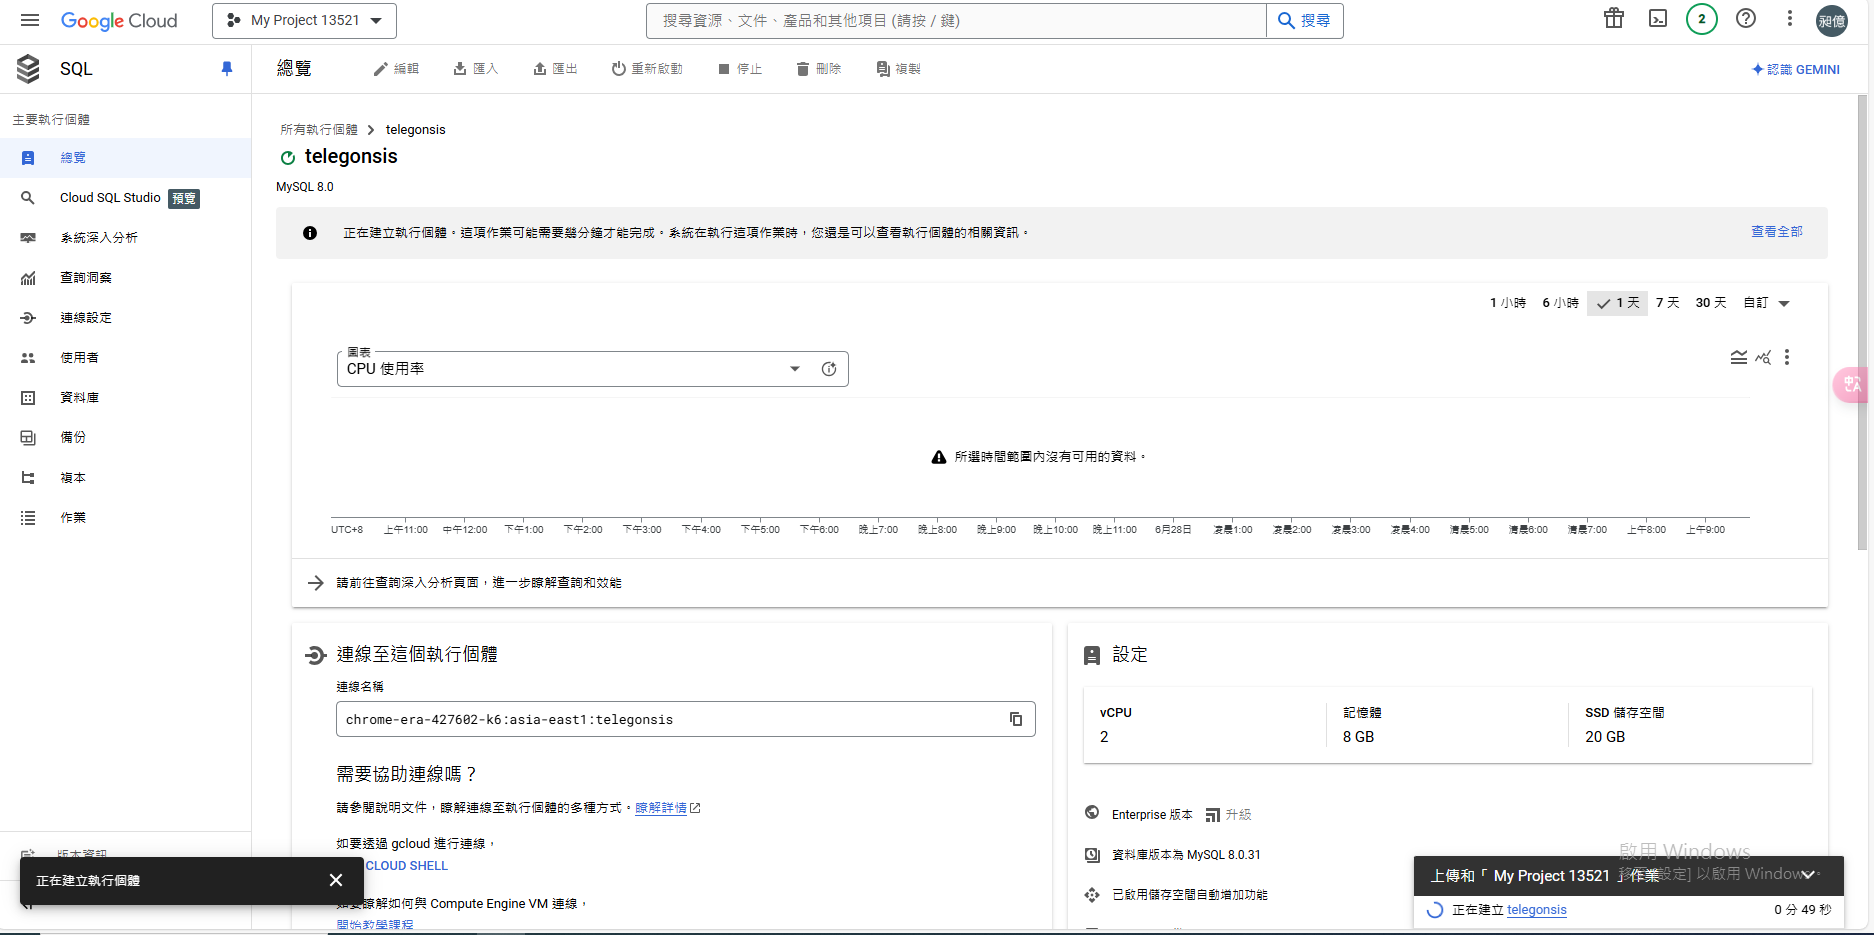 Google Cloud
My Project 13521
搜尋資源、文件、產品和其他項目 (請按 / 鍵)
搜尋
2
昶億
SQL
總覽
編輯
匯入
匯出
重新啟動
停止
刪除
複製
認識 GEMINI
主要執行個體
總覽
Cloud SQL Studio 預覽
系統深入分析
查詢洞察
連線設定
使用者
資料庫
備份
複本
作業
版本資訊
所有執行個體 telegonsis
telegonsis
MySQL 8.0
正在建立執行個體。這項作業可能需要幾分鐘才能完成。系統在執行這項作業時，您還是可以查看執行個體的相關資訊。
查看全部
1 小時 6 小時 1 天 7 天 30 天 自訂
圖表
CPU 使用率
所選時間範圍內沒有可用的資料。
UTC+8 上午11:00 中午12:00 下午1:00 下午2:00 下午3:00 下午4:00 下午5:00 下午6:00 晚上7:00 晚上8:00 晚上9:00 晚上10:00 晚上11:00 6月28日 凌晨1:00 凌晨2:00 凌晨3:00 凌晨4:00 清晨5:00 清晨6:00 清晨7:00 上午8:00 上午9:00
請前往查詢深入分析頁面，進一步瞭解查詢和效能
連線至這個執行個體
連線名稱
chrome-era-427602-k6:asia-east1:telegonsis
需要協助連線嗎？
請參閱說明文件，瞭解連線至執行個體的多種方式。瞭解詳情
如要透過 gcloud 進行連線，
CLOUD SHELL
如要瞭解如何與 Compute Engine VM 連線，
開始教學課程
設定
vCPU
2
記憶體
8 GB
SSD 儲存空間
20 GB
Enterprise 版本 升級
資料庫版本為 MySQL 8.0.31
已啟用儲存空間自動增加功能
正在建立執行個體
啟用 Windows
移至 [設定] 以啟用 Windows。
上傳和「 My Project 13521 」作業
正在建立 telegonsis
0 分 49 秒